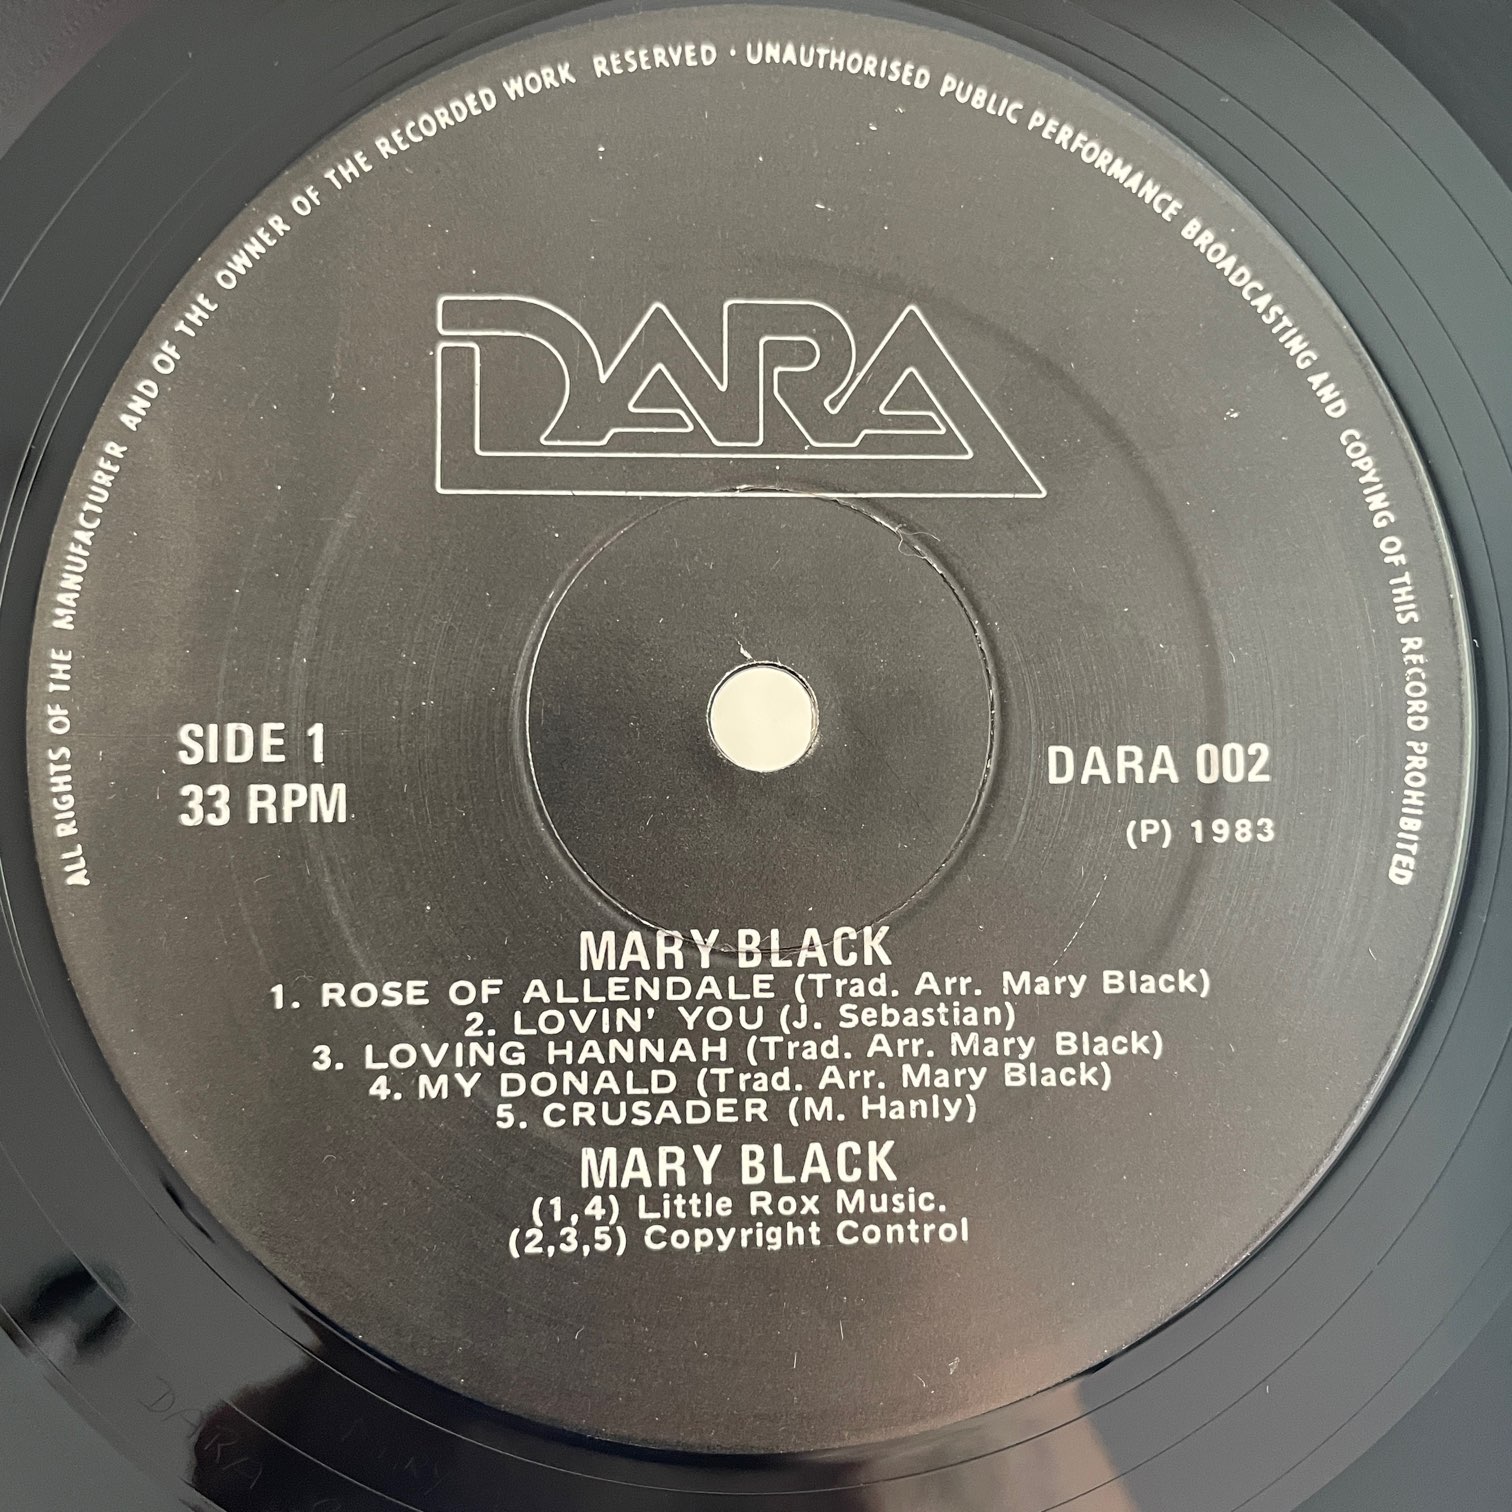 ALL RIGHTS OF THE MANUFACTURER AND OF THE OWNER OF THE RECORDED WORK RESERVED · UNAUTHORISED PUBLIC PERFORMANCE BROADCASTING AND COPYING OF THIS RECORD PROHIBITED
DARA
SIDE 1
33 RPM
DARA 002
(P) 1983
MARY BLACK
1. ROSE OF ALLENDALE (Trad. Arr. Mary Black)
2. LOVIN' YOU (J. Sebastian)
3. LOVING HANNAH (Trad. Arr. Mary Black)
4. MY DONALD (Trad. Arr. Mary Black)
5. CRUSADER (M. Hanly)
MARY BLACK
(1,4) Little Rox Music.
(2,3,5) Copyright Control
DARA